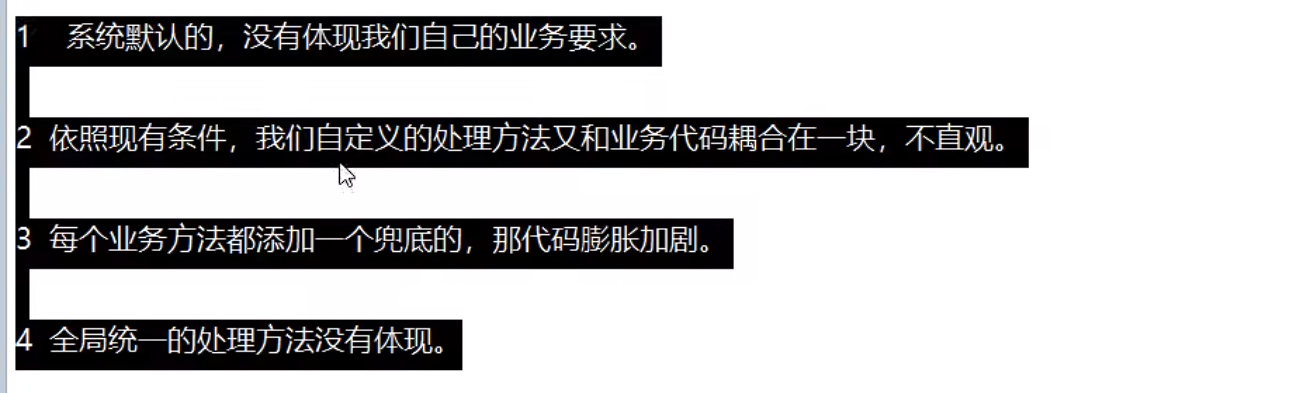 1 系统默认的，没有体现我们自己的业务要求。
2 依照现有条件，我们自定义的处理方法又和业务代码耦合在一块，不直观。
3 每个业务方法都添加一个兜底的，那代码膨胀加剧。
4 全局统一的处理方法没有体现。